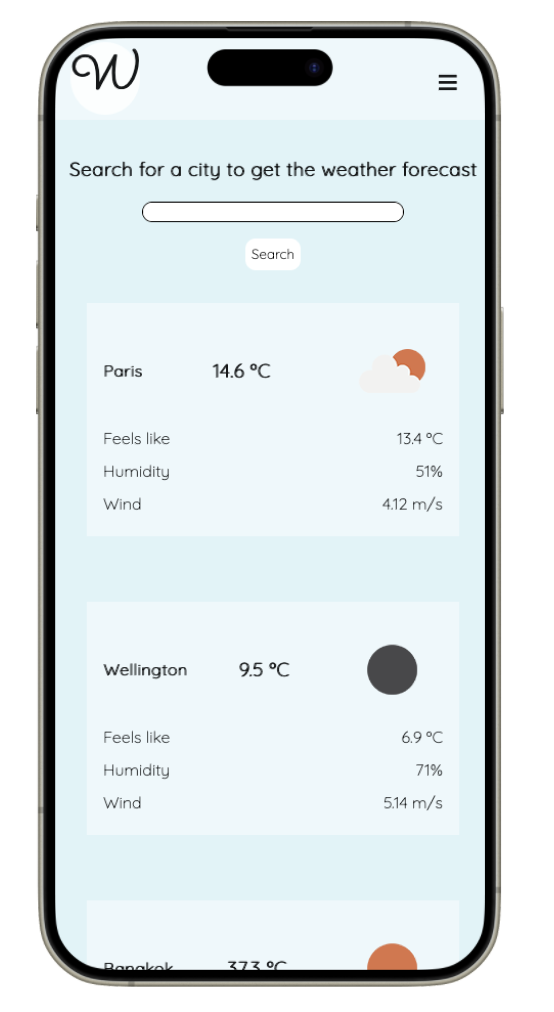 W
Search for a city to get the weather forecast
Search
Paris 14.6 °C
Feels like 13.4 °C
Humidity 51%
Wind 4.12 m/s
Wellington 9.5 °C
Feels like 6.9 °C
Humidity 71%
Wind 5.14 m/s
Bangkok 37.3 °C